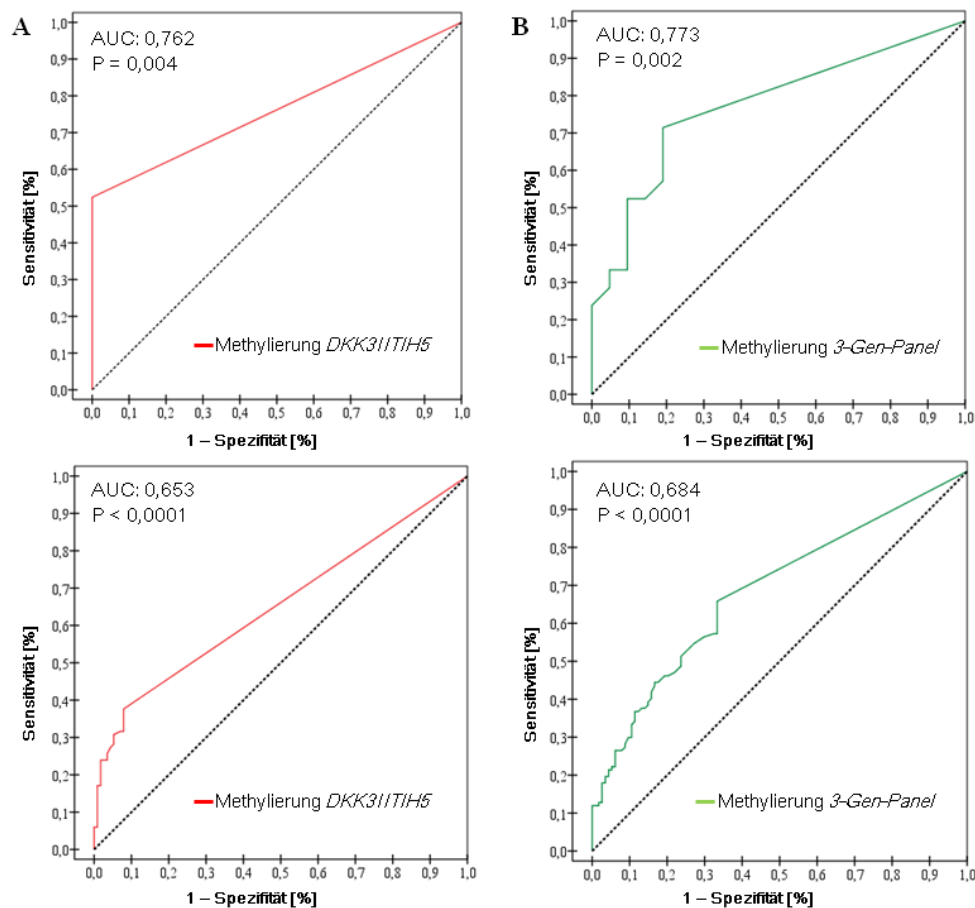 A
AUC: 0,762
P = 0,004
1,0
0,9
0,8
0,7
0,6
0,5
0,4
0,3
0,2
0,1
0,0
Sensitivität [%]
Methylierung DKK3//TIH5
0,0 0,1 0,2 0,3 0,4 0,5 0,6 0,7 0,8 0,9 1,0
1 – Spezifität [%]
B
AUC: 0,773
P = 0,002
1,0
0,9
0,8
0,7
0,6
0,5
0,4
0,3
0,2
0,1
0,0
Sensitivität [%]
Methylierung 3-Gen-Panel
0,0 0,1 0,2 0,3 0,4 0,5 0,6 0,7 0,8 0,9 1,0
1 – Spezifität [%]
AUC: 0,653
P < 0,0001
1,0
0,9
0,8
0,7
0,6
0,5
0,4
0,3
0,2
0,1
0,0
Sensitivität [%]
Methylierung DKK3//TIH5
0,0 0,1 0,2 0,3 0,4 0,5 0,6 0,7 0,8 0,9 1,0
1 – Spezifität [%]
AUC: 0,684
P < 0,0001
1,0
0,9
0,8
0,7
0,6
0,5
0,4
0,3
0,2
0,1
0,0
Sensitivität [%]
Methylierung 3-Gen-Panel
0,0 0,1 0,2 0,3 0,4 0,5 0,6 0,7 0,8 0,9 1,0
1 – Spezifität [%]